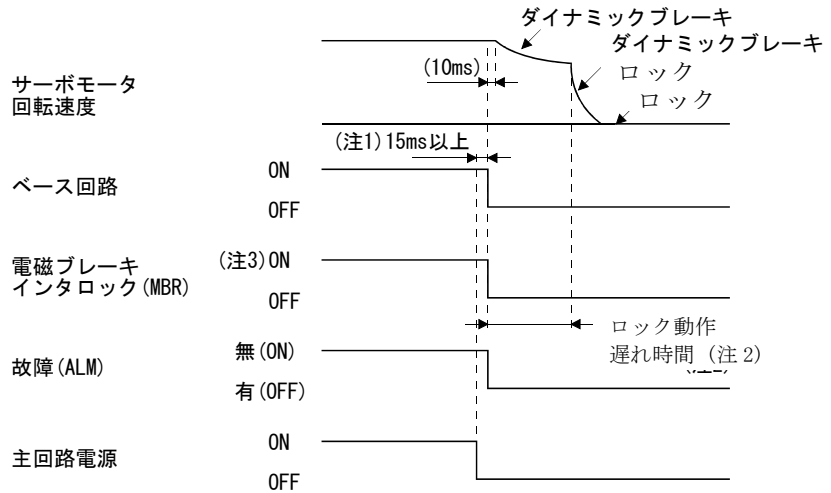 ダイナミックブレーキ
ダイナミックブレーキ
ロック
ロック
(10ms)
サーボモータ
回転速度
(注1)15ms以上
ベース回路
ON
OFF
電磁ブレーキ
インタロック(MBR)
(注3)ON
OFF
ロック動作
遅れ時間（注 2）
故障(ALM)
無(ON)
有(OFF)
主回路電源
ON
OFF